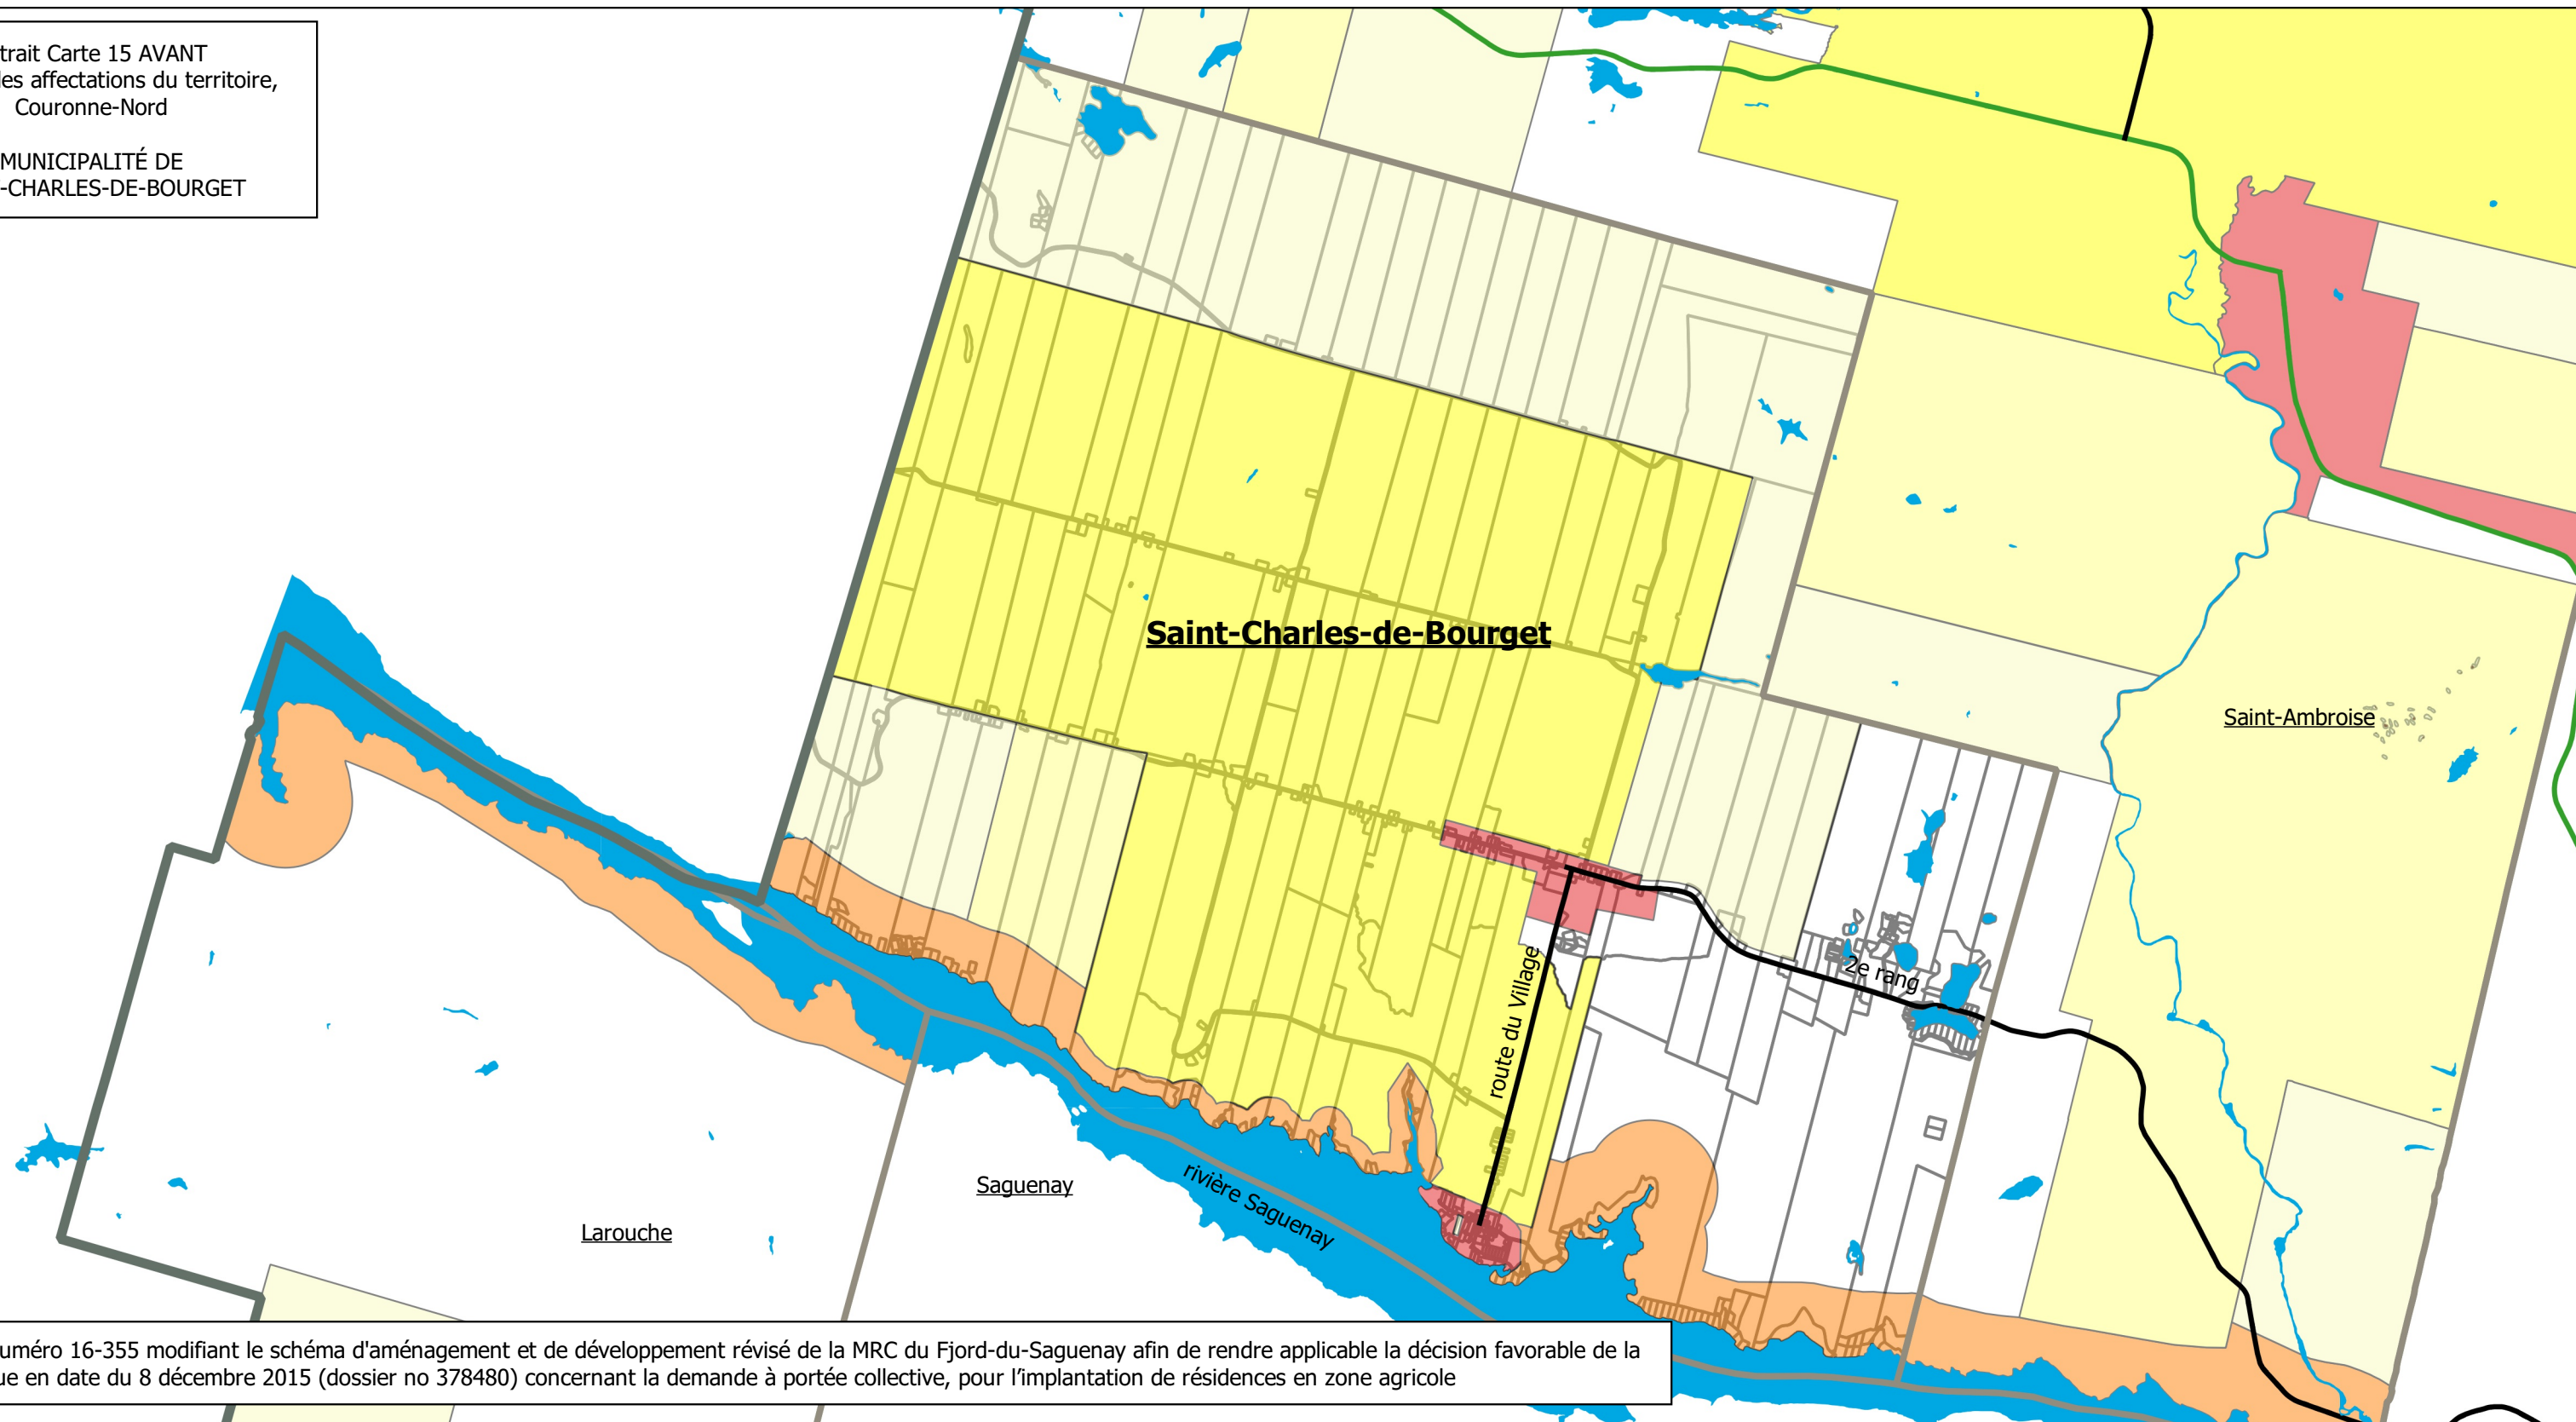 trait Carte 15 AVANT
les affectations du territoire,
Couronne-Nord
MUNICIPALITÉ DE
-CHARLES-DE-BOURGET
Saint-Charles-de-Bourget
Saint-Ambroise
2e rang
route du Village
Saguenay
rivière Saguenay
Larouche
uméro 16-355 modifiant le schéma d'aménagement et de développement révisé de la MRC du Fjord-du-Saguenay afin de rendre applicable la décision favorable de la
ue en date du 8 décembre 2015 (dossier no 378480) concernant la demande à portée collective, pour l'implantation de résidences en zone agricole